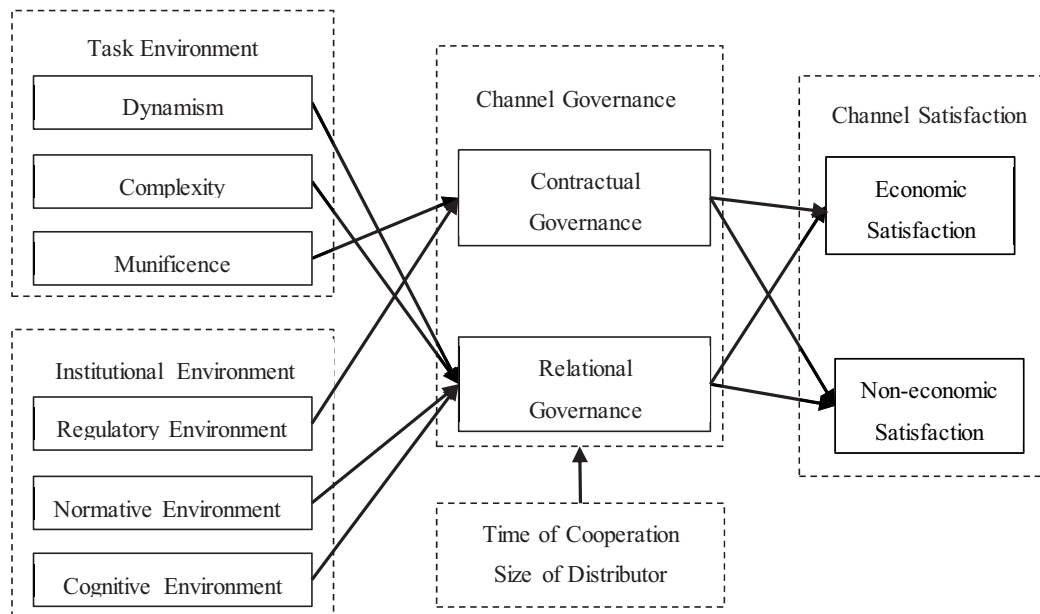 Task Environment
Dynamism
Complexity
Munificence
Institutional Environment
Regulatory Environment
Normative Environment
Cognitive Environment
Channel Governance
Contractual
Governance
Relational
Governance
Time of Cooperation
Size of Distributor
Channel Satisfaction
Economic
Satisfaction
Non-economic
Satisfaction